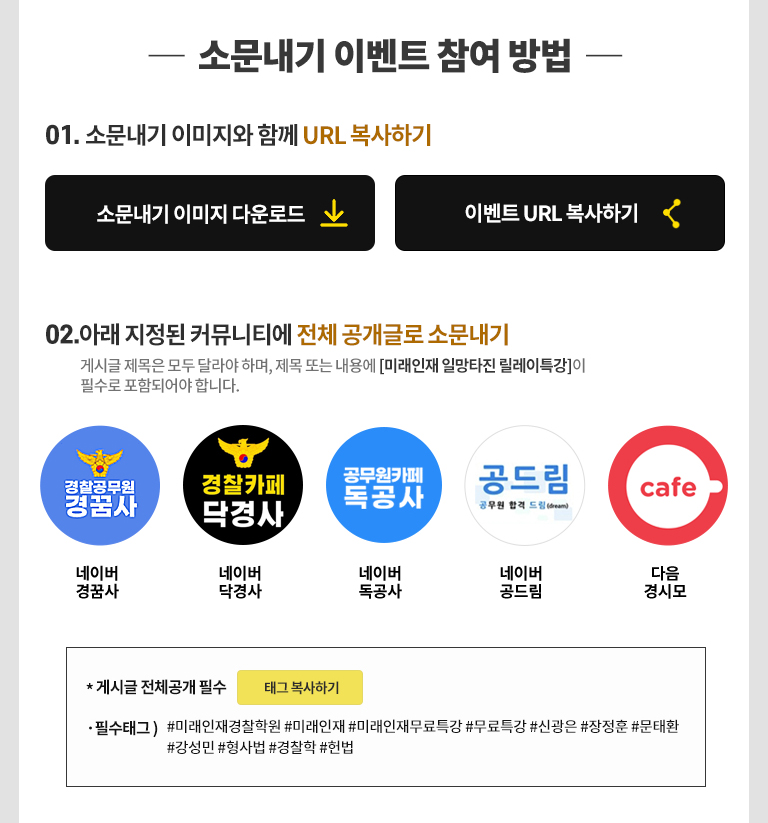 소문내기 이벤트 참여 방법
01. 소문내기 이미지와 함께 URL 복사하기
소문내기 이미지 다운로드
이벤트 URL 복사하기
02.아래 지정된 커뮤니티에 전체 공개글로 소문내기
게시글 제목은 모두 달라야 하며, 제목 또는 내용에 [미래인재 일망타진 릴레이특강]이
필수로 포함되어야 합니다.
경찰공무원
경꿈사
경찰카페
닥경사
공무원카페
독공사
공드림
공무원 합격 드림(dream)
cafe
네이버
경꿈사
네이버
닥경사
네이버
독공사
네이버
공드림
다음
경시모
* 게시글 전체공개 필수
태그 복사하기
· 필수태그 ) #미래인재경찰학원 #미래인재 #미래인재무료특강 #무료특강 #신광은 #장정훈 #문태환
#강성민 #형사법 #경찰학 #헌법